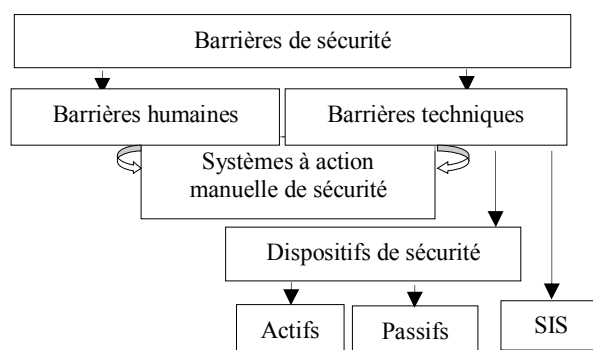 Barrières de sécurité
Barrières humaines
Barrières techniques
Systèmes à action
manuelle de sécurité
Dispositifs de sécurité
Actifs
Passifs
SIS